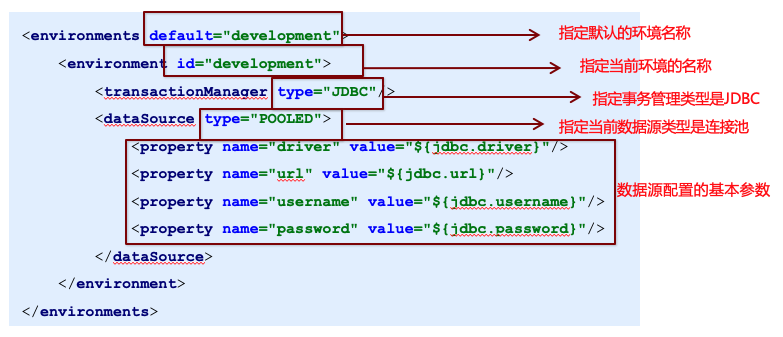 <environments default="development"> 指定默认的环境名称
<environment id="development"> 指定当前环境的名称
<transactionManager type="JDBC"/> 指定事务管理类型是JDBC
<dataSource type="POOLED"> 指定当前数据源类型是连接池
<property name="driver" value="${jdbc.driver}"/>
<property name="url" value="${jdbc.url}"/>
数据源配置的基本参数
<property name="username" value="${jdbc.username}"/>
<property name="password" value="${jdbc.password}"/>
</dataSource>
</environment>
</environments>